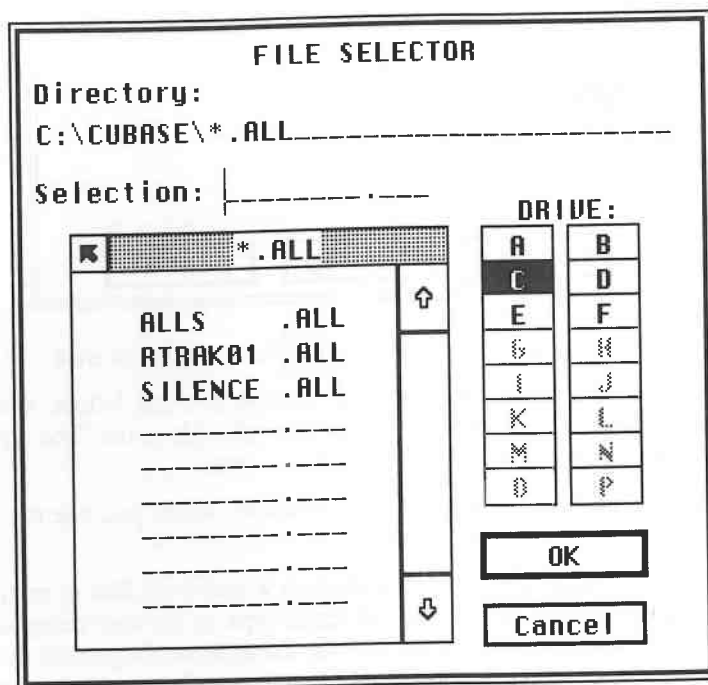 FILE SELECTOR
Directory:
C:\CUBASE\*.ALL
Selection: .
DRIVE:
*.ALL
ALLS .ALL
RTRAK01 .ALL
SILENCE .ALL
A B
C D
E F
G H
I J
K L
M N
O P
OK
Cancel